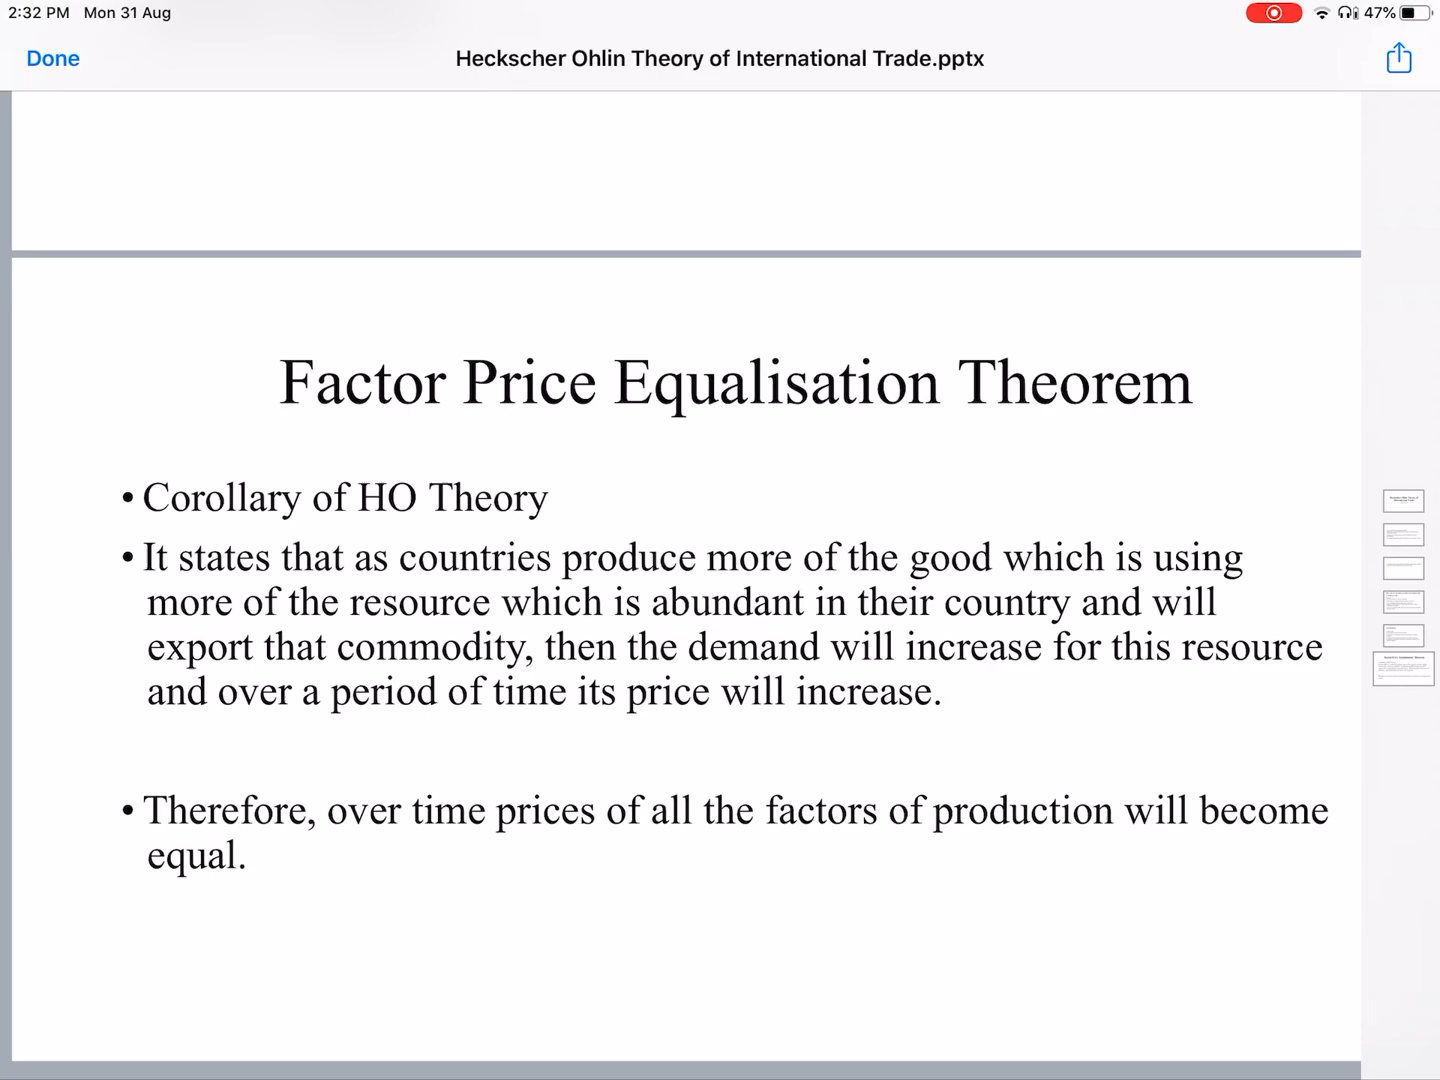 2:32 PM Mon 31 Aug
47%
Done
Heckscher Ohlin Theory of International Trade.pptx
Factor Price Equalisation Theorem
• Corollary of HO Theory
• It states that as countries produce more of the good which is using
more of the resource which is abundant in their country and will
export that commodity, then the demand will increase for this resource
and over a period of time its price will increase.
• Therefore, over time prices of all the factors of production will become
equal.